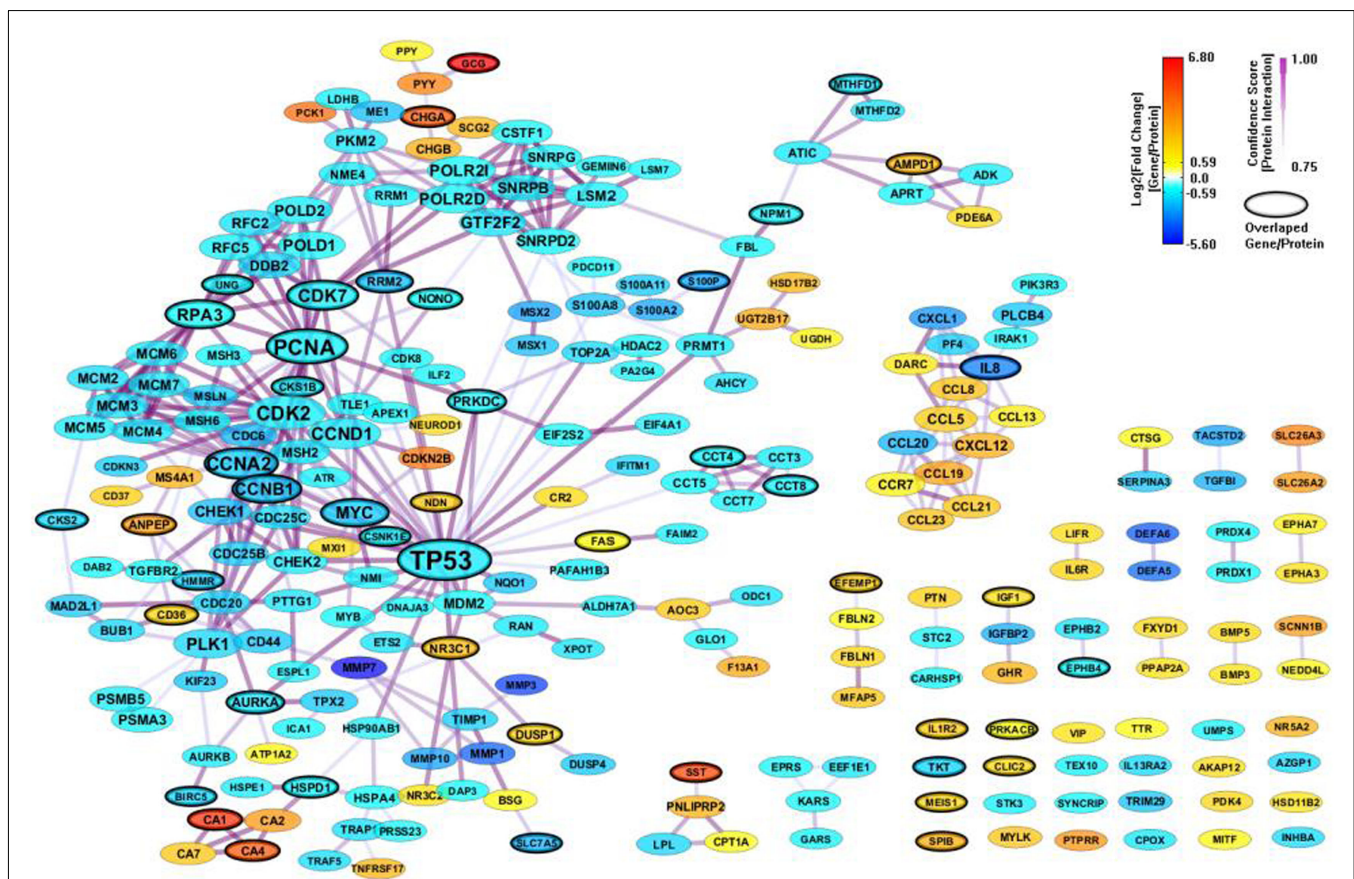 PPY
GCG
PYY
LDHB
ME1
PCK1
CHGA
SCG2
PKM2
CHGB
CSTF1
NME4
POLR2I
SNRPG
GEMIIN6
LSM7
RRM1
SNRPB
LSM2
POLR2D
GTF2F2
SNRPD2
RFC2
POLD2
RFC5
POLD1
DDB2
UNG
CDK7
RRM2
NONO
RPA3
PCNA
MTHFD1
MTHFD2
ATIC
AMPD1
ADK
APRT
PDE6A
NPM1
FBL
PDCD11
S100A11
S100P
HSD17B2
S100A8
S100A2
UGT2B17
UGDH
MSX2
MSX1
TOP2A
HDAC2
PRMT1
PA2G4
AHCY
6.80
0.59
0.0
-0.59
-5.60
Log2[Fold Change]
[Gene/Protein]
Confidence Score
[Protein Interaction]
1.00
0.75
Overlaped
Gene/Protein
PIK3R3
CXCL1
PLCB4
PF4
IRAK1
DARC
IL8
CCL8
CCL5
CCL13
CCL20
CXCL12
CCL19
CCR7
CCL21
CCL23
MCM6
MSH3
MCM2
MCM7
CKS1B
MCM3
MSLN
CDK2
MCM5
MCM4
MSH6
CDC6
TLE1
APEX1
CDK8
ILF2
PRKDC
CCND1
NEUROD1
MSH2
CDKN3
CCNA2
CDKN2B
MS4A1
ATR
CD37
CCNB1
EIF2S2
EIF4A1
CCT4
CCT3
IFITM1
CCT5
CCT8
CCT7
CR2
NDN
CKS2
ANPEP
CHEK1
CDC25C
MYC
CSNK1E
MXI1
CDC25B
CHEK2
TP53
FAS
FAIM2
PAFAH1B3
DAB2
TGFBR2
HMMR
NMI
NQO1
MAD2L1
CD36
CDC20
PTTG1
DNAJA3
MDM2
ALDH7A1
AOC3
ODC1
GLO1
F13A1
BUB1
MYB
RAN
XPOT
PLK1
CD44
ETS2
NR3C1
KIF23
ESPL1
MMP7
MMP3
PSMB5
PSMA3
AURKA
TPX2
ICA1
HSP90AB1
TIMP1
DUSP1
DUSP4
AURKB
ATP1A2
MMP10
MMP1
BIRC5
HSPE1
HSPD1
HSPA4
NR3C2
DAP3
BSG
CA1
CA2
TRAP1
PRSS23
SLC7A5
CA7
CA4
TRAF5
TNFRSF17
SST
PNLIPRP2
LPL
CPT1A
EPRS
EEF1E1
KARS
GARS
CTSG
TACSTD2
SLC26A3
SERPINA3
TGFBI
SLC26A2
LIFR
DEFA6
PRDX4
EPHA7
IL6R
DEFA5
PRDX1
EPHA3
EFEMP1
PTN
IGF1
FBLN2
STC2
IGFBP2
EPHB2
FXYD1
BMP5
SCNN1B
FBLN1
CARHSP1
GHR
EPHB4
PPAP2A
BMP3
NEDD4L
MFAP5
IL1R2
PRKACB
VIP
TTR
UMPS
NR5A2
TKT
CLIC2
TEX10
IL13RA2
AKAP12
AZGP1
MEIS1
STK3
SYNCRIP
TRIM29
PDK4
HSD11B2
SPIB
MYLK
PTPRR
CPOX
MITF
INHBA